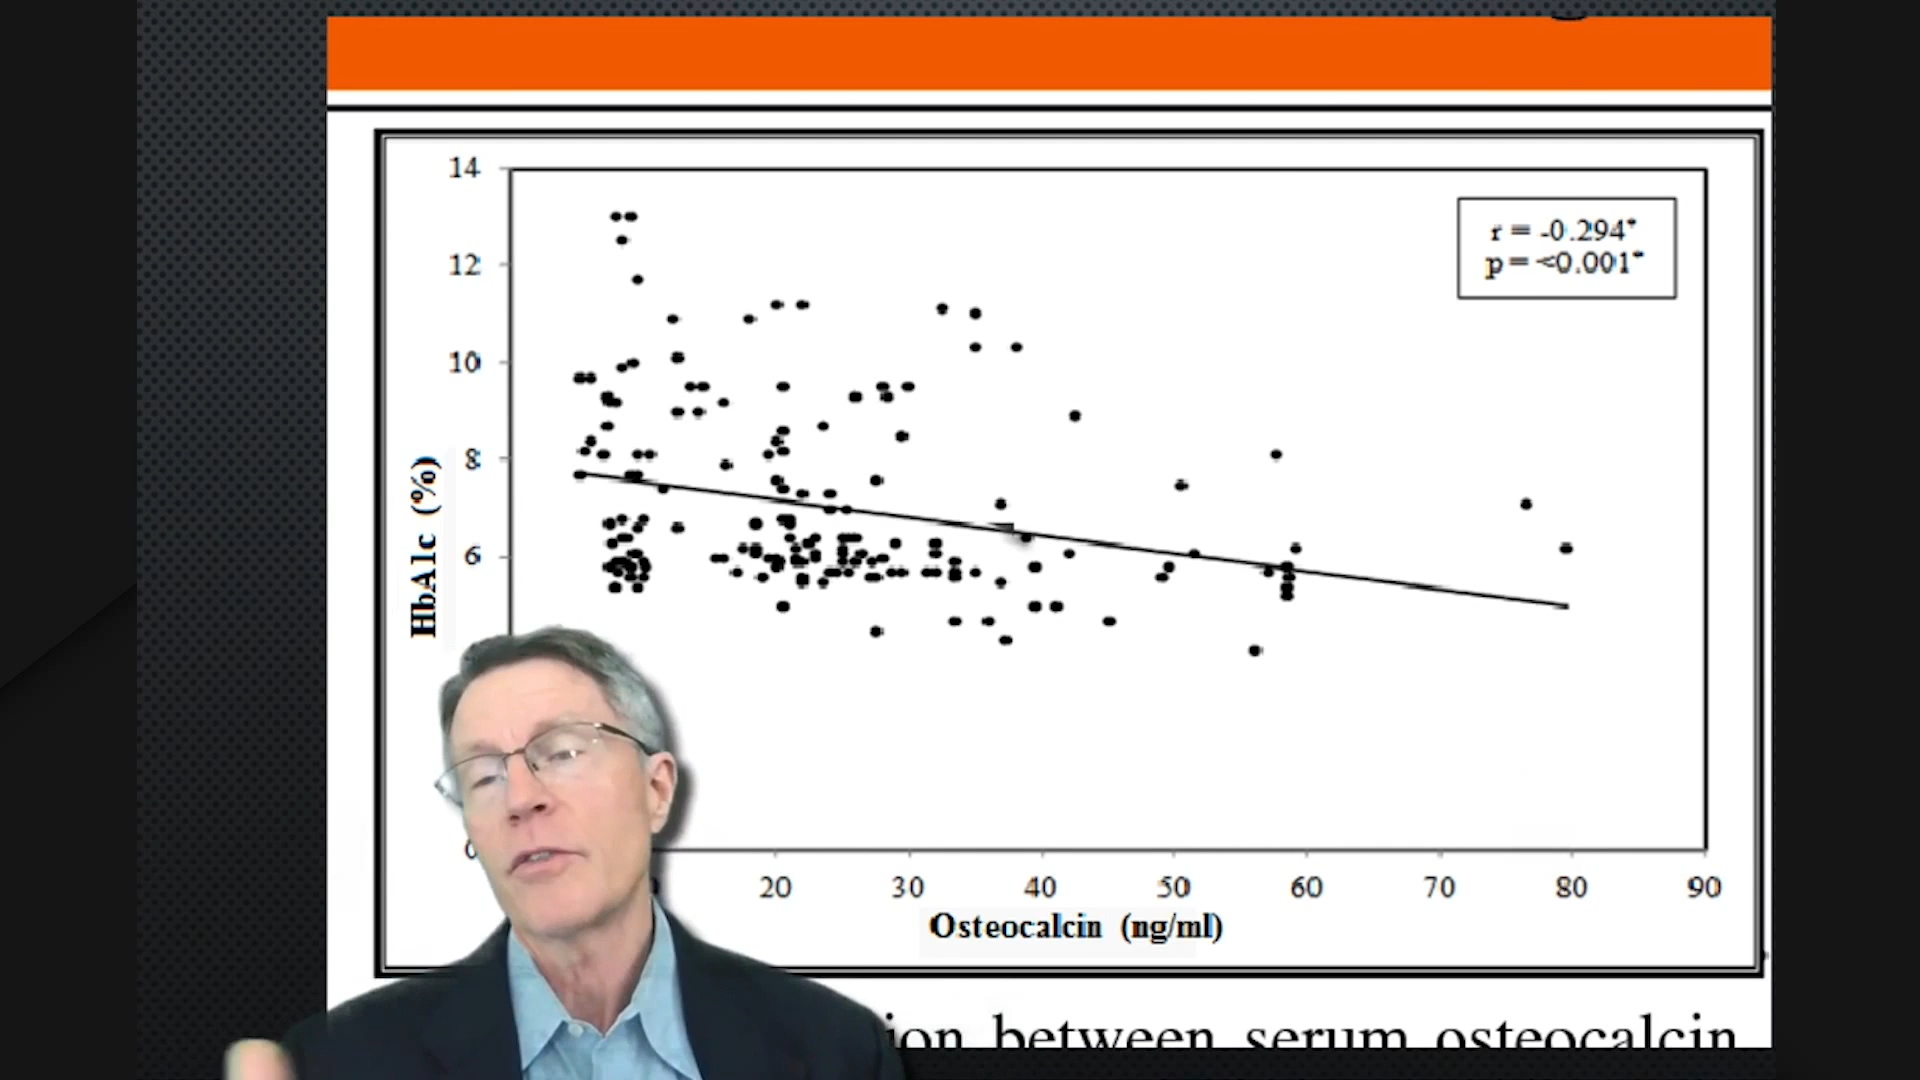 14
r = -0.294*
p = <0.001*
12
10
8
6
HbA1c (%)
20 30 40 50 60 70 80 90
Osteocalcin (ng/ml)
between serum osteocalcin